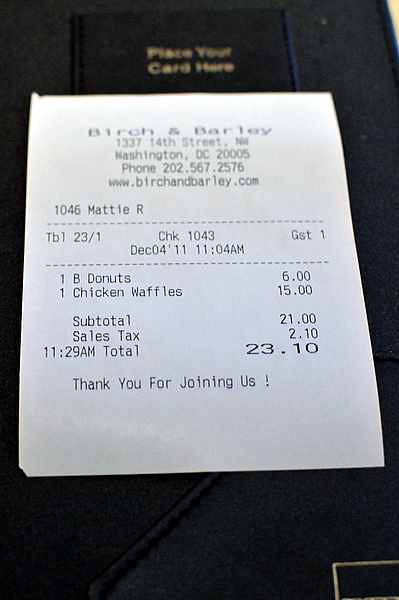 Place Your
Card Here
Birch & Barley
1337 14th Street, NW
Washington, DC 20005
Phone 202.567.2576
www.birchandbarley.com
1046 Mattie R
Tbl 23/1 Chk 1043 Gst 1
Dec04'11 11:04AM
1 B Donuts 6.00
1 Chicken Waffles 15.00
Subtotal 21.00
Sales Tax 2.10
11:29AM Total 23.10
Thank You For Joining Us !